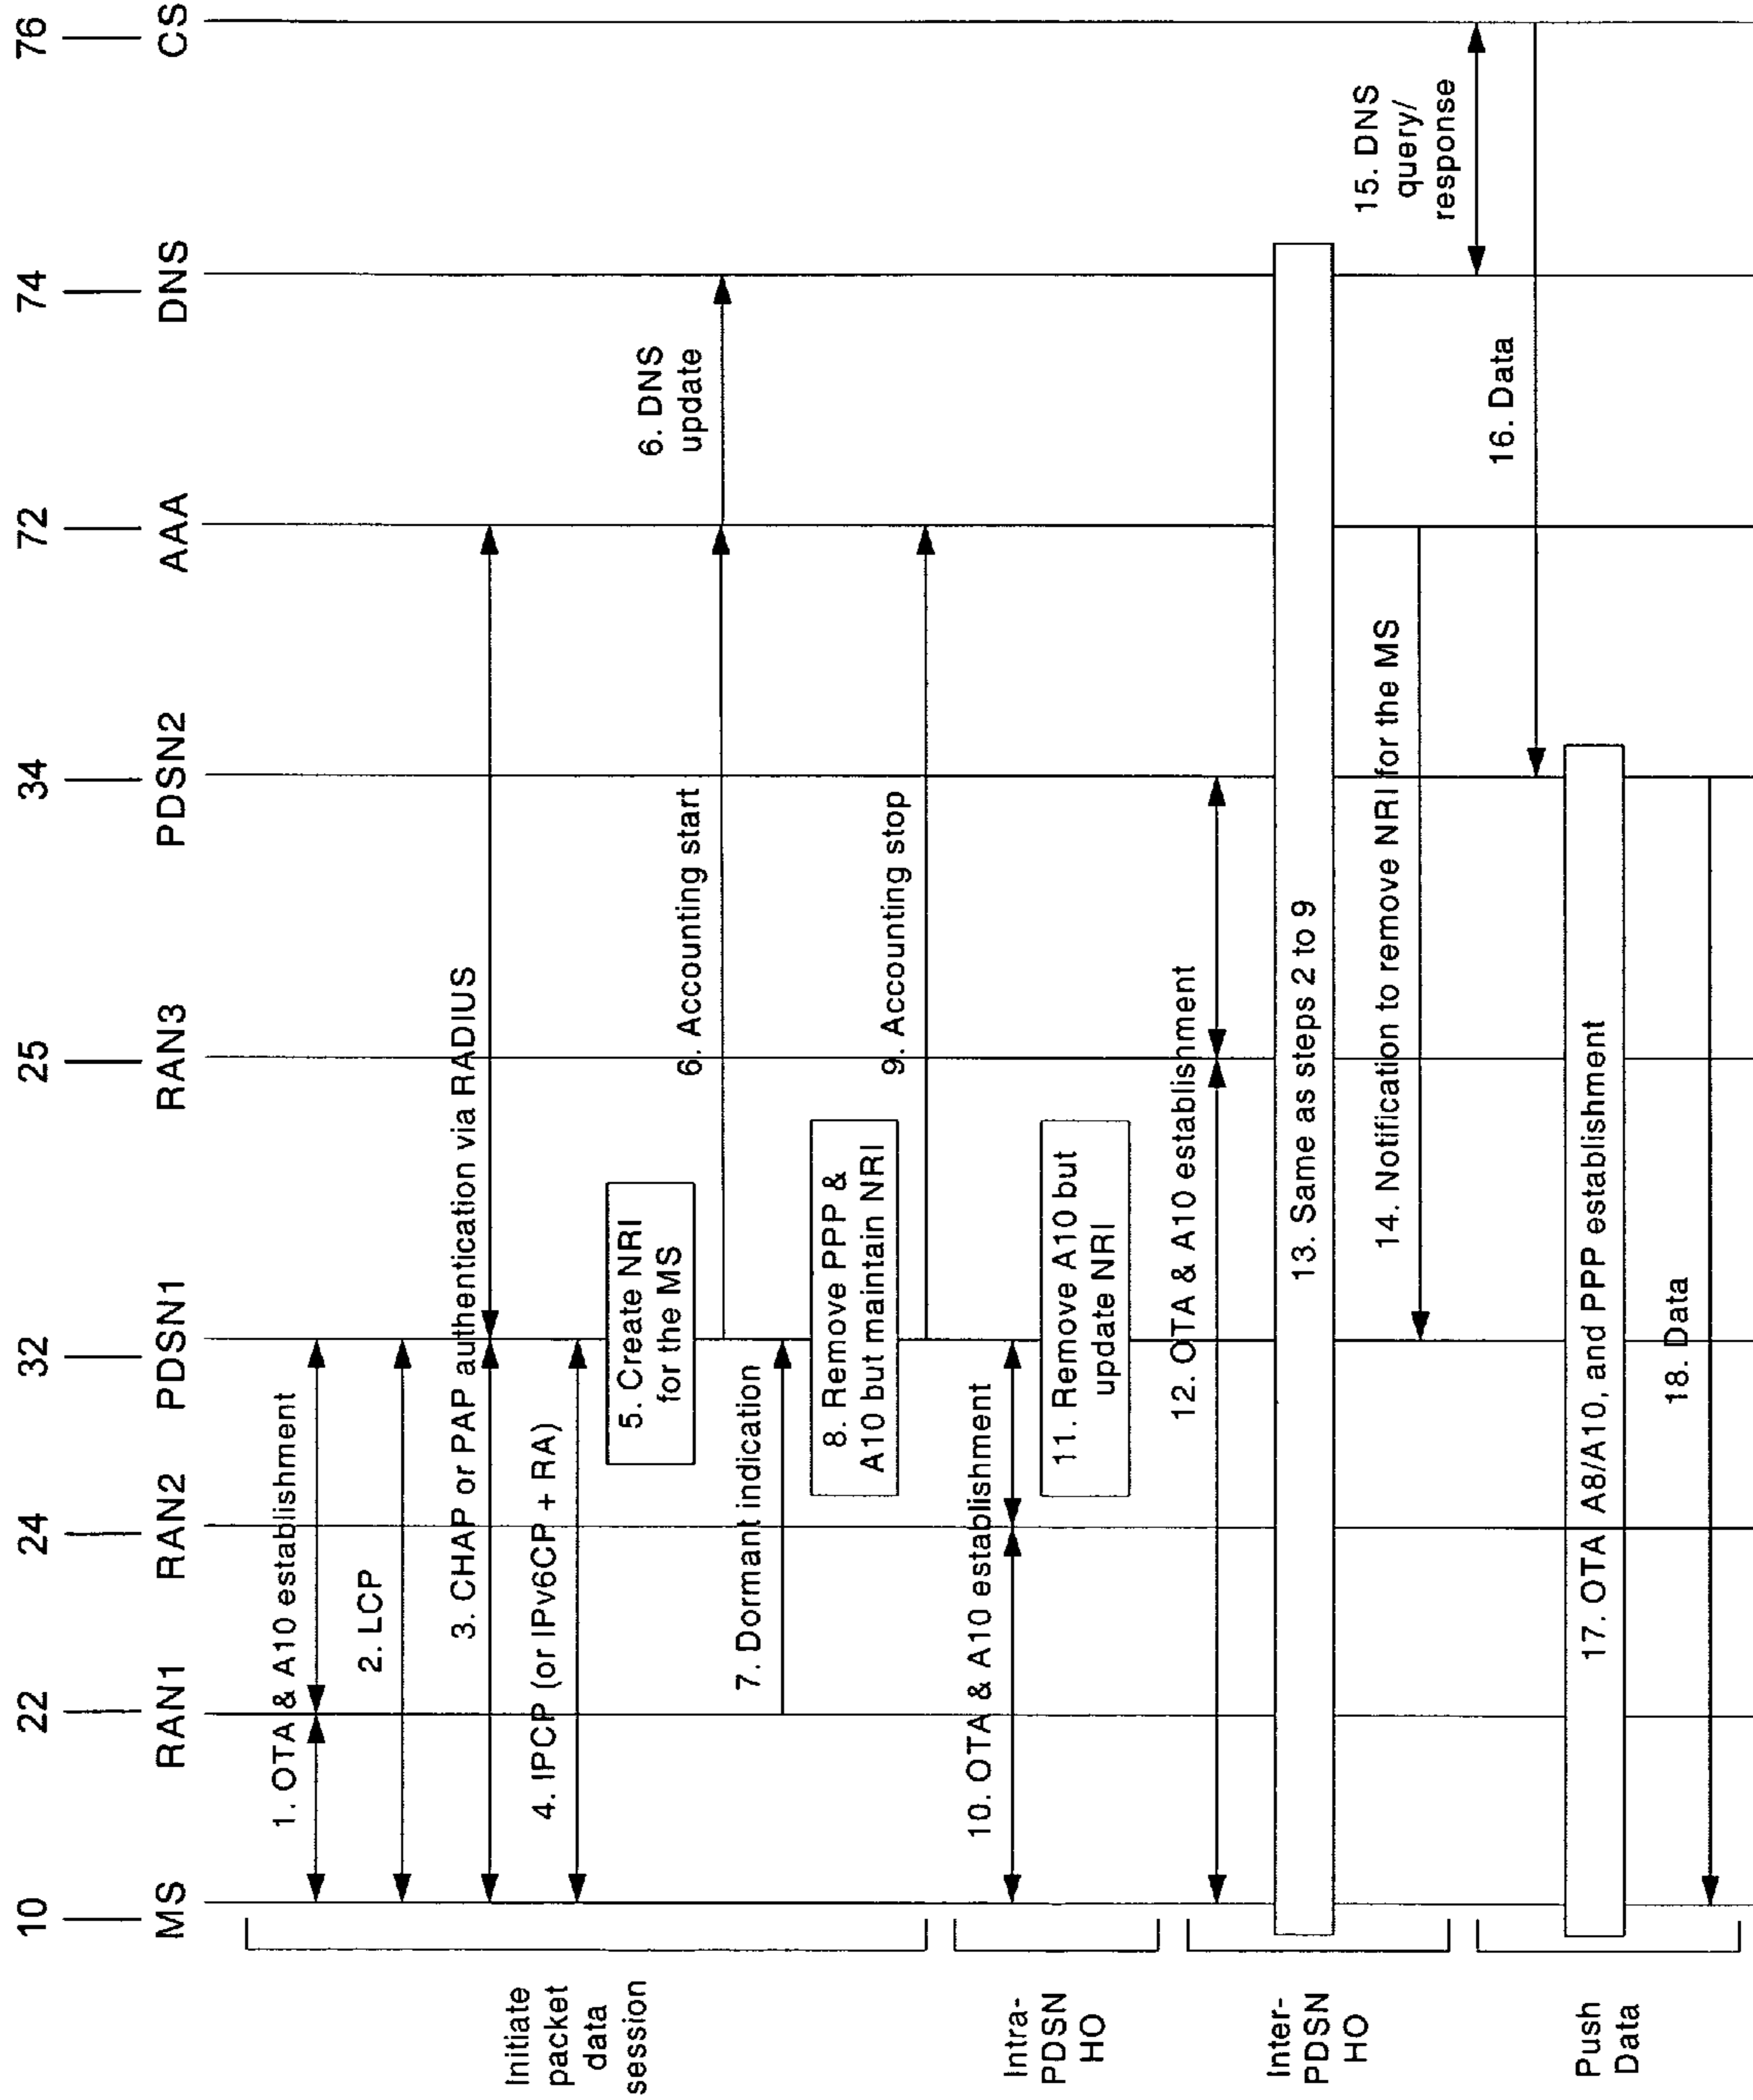 10 22 24 32 25 34 72 74 76
MS RAN1 RAN2 PDSN1 RAN3 PDSN2 AAA DNS CS
Initiate
packet
data
session
1. OTA & A10 establishment
2. LCP
3. CHAP or PAP authentication via RADIUS
4. IPCP (or IPv6CP + RA)
5. Create NRI
for the MS
6. Accounting start
6. DNS
update
7. Dormant indication
8. Remove PPP &
A10 but maintain NRI
9. Accounting stop
Intra-
PDSN
HO
10. OTA & A10 establishment
11. Remove A10 but
update NRI
Inter-
PDSN
HO
12. OTA & A10 establishment
13. Same as steps 2 to 9
14. Notification to remove NRI for the MS
Push
Data
15. DNS
query/
response
16. Data
17. OTA A8/A10, and PPP establishment
18. Data